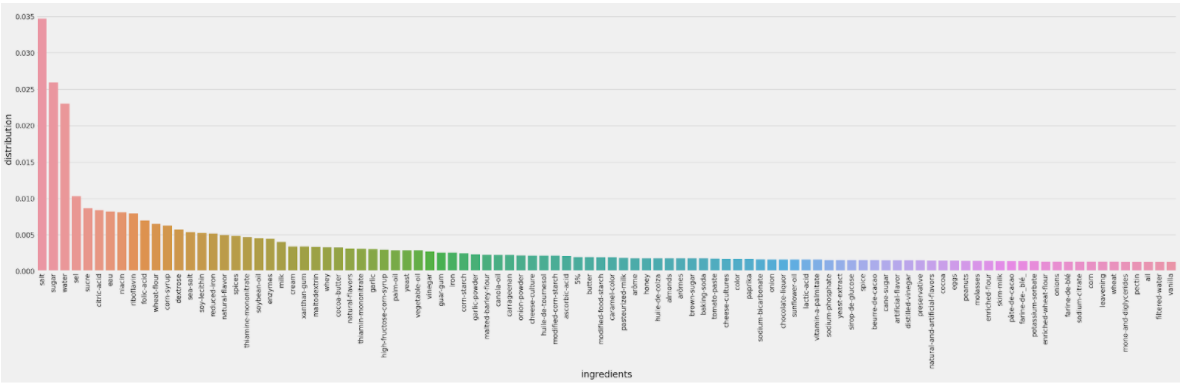 0.035
0.030
0.025
0.020
0.015
0.010
0.005
0.000
distribution
salt
sugar
water
sel
sucre
citric-acid
eau
niacin
riboflavin
folic-acid
wheat-flour
corn-syrup
dextrose
sea-salt
soy-lecithin
reduced-iron
natural-flavor
spices
thiamine-mononitrate
soybean-oil
enzymes
milk
cream
xanthan-gum
maltodextrin
whey
cocoa-butter
natural-flavors
thiamin-mononitrate
garlic
high-fructose-corn-syrup
palm-oil
yeast
vegetable-oil
vinegar
guar-gum
iron
corn-starch
garlic-powder
malted-barley-flour
canola-oil
carrageenan
onion-powder
cheese-culture
huile-de-tournesol
modified-corn-starch
ascorbic-acid
5%
butter
modified-food-starch
caramel-color
pasteurized-milk
arôme
honey
huile-de-colza
almonds
arômes
brown-sugar
baking-soda
tomato-paste
cheese-cultures
color
paprika
sodium-bicarbonate
onion
chocolate-liquor
sunflower-oil
lactic-acid
vitamin-a-palmitate
sodium-phosphate
yeast-extract
sirop-de-glucose
spice
beurre-de-cacao
cane-sugar
artificial-flavor
distilled-vinegar
preservative
natural-and-artificial-flavors
cocoa
eggs
peanuts
molasses
enriched-flour
skim-milk
pâte-de-cacao
farine-de-_blé_
potassium-sorbate
enriched-wheat-flour
onions
farine-de-blé
sodium-citrate
corn
leavening
wheat
mono-and-diglycerides
pectin
ail
filtered-water
vanilla
ingredients